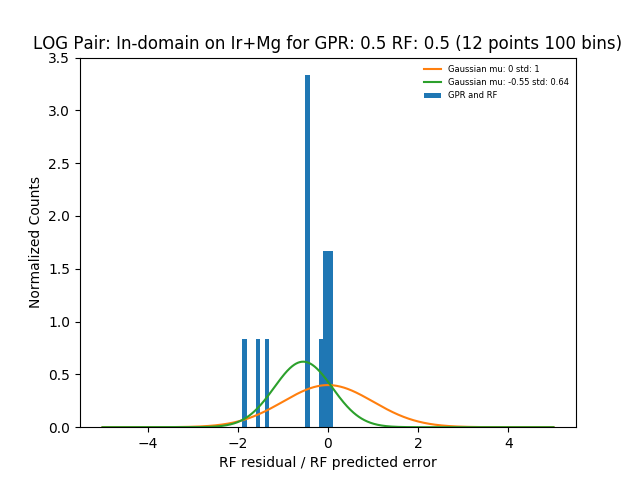 LOG Pair: In-domain on Ir+Mg for GPR: 0.5 RF: 0.5 (12 points 100 bins)
Gaussian mu: 0 std: 1
Gaussian mu: -0.55 std: 0.64
GPR and RF
Normalized Counts
3.5
3.0
2.5
2.0
1.5
1.0
0.5
0.0
−4
−2
0
2
4
RF residual / RF predicted error